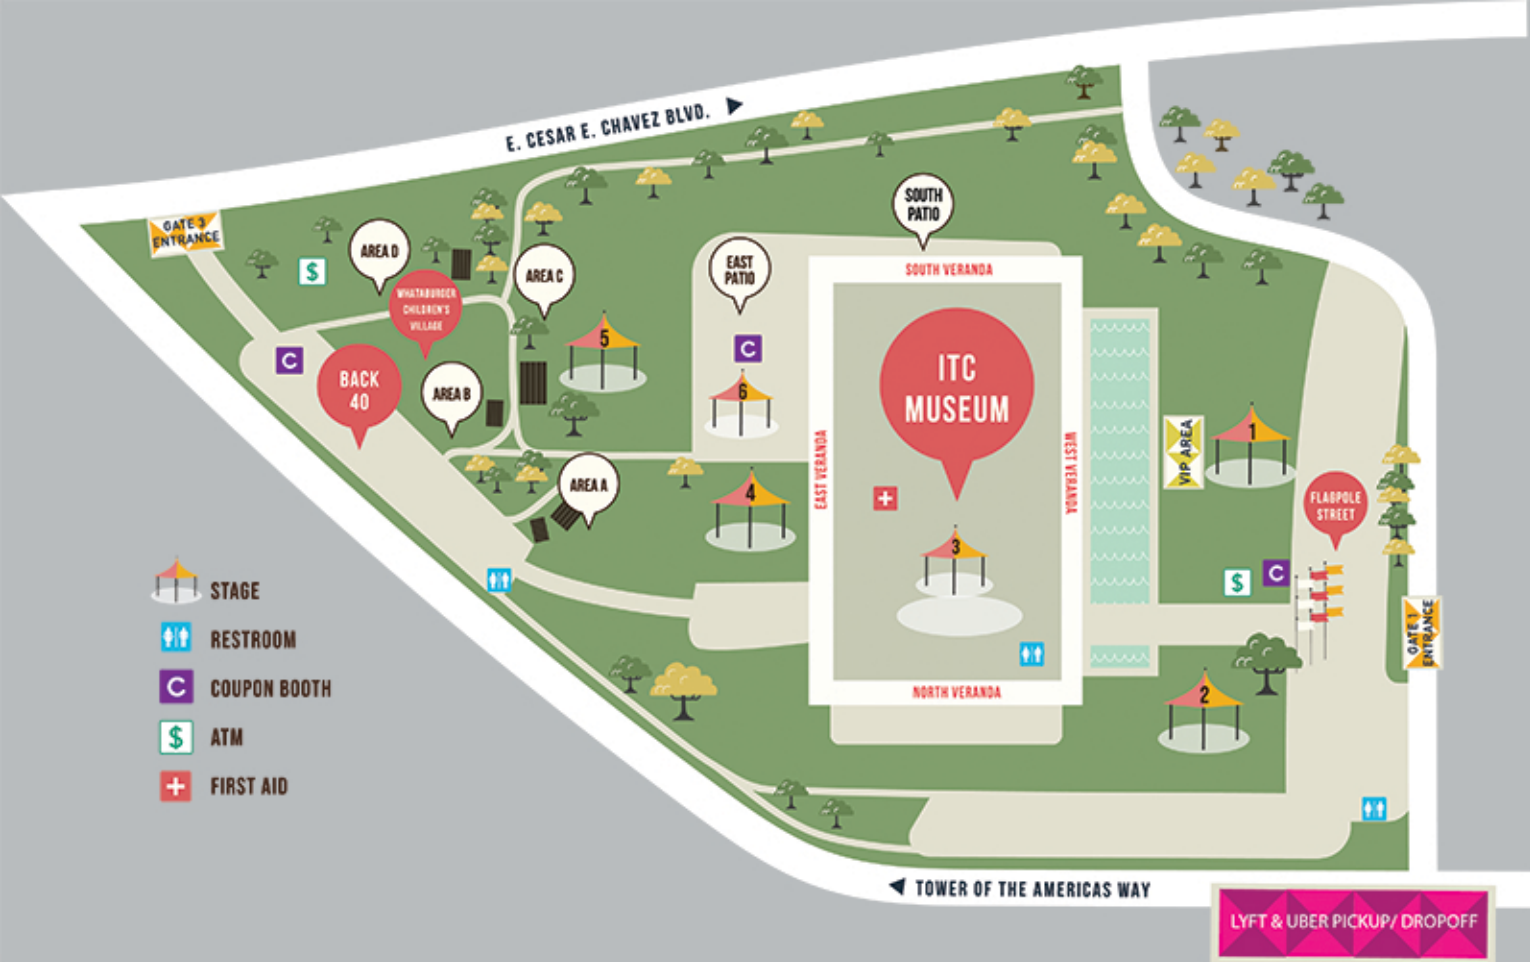 E. CESAR E. CHAVEZ BLVD.
GATE 3
ENTRANCE
$
AREA D
WHATABURGER
CHILDREN'S
VILLAGE
AREA C
5
SOUTH
PATIO
EAST
PATIO
C
6
SOUTH VERANDA
ITC
MUSEUM
EAST VERANDA
WEST VERANDA
3
NORTH VERANDA
C
BACK
40
AREA B
AREA A
4
VIP AREA
1
FLAGPOLE
STREET
$
C
GATE 1
ENTRANCE
2
STAGE
RESTROOM
C
COUPON BOOTH
$
ATM
FIRST AID
TOWER OF THE AMERICAS WAY
LYFT & UBER PICKUP/ DROPOFF